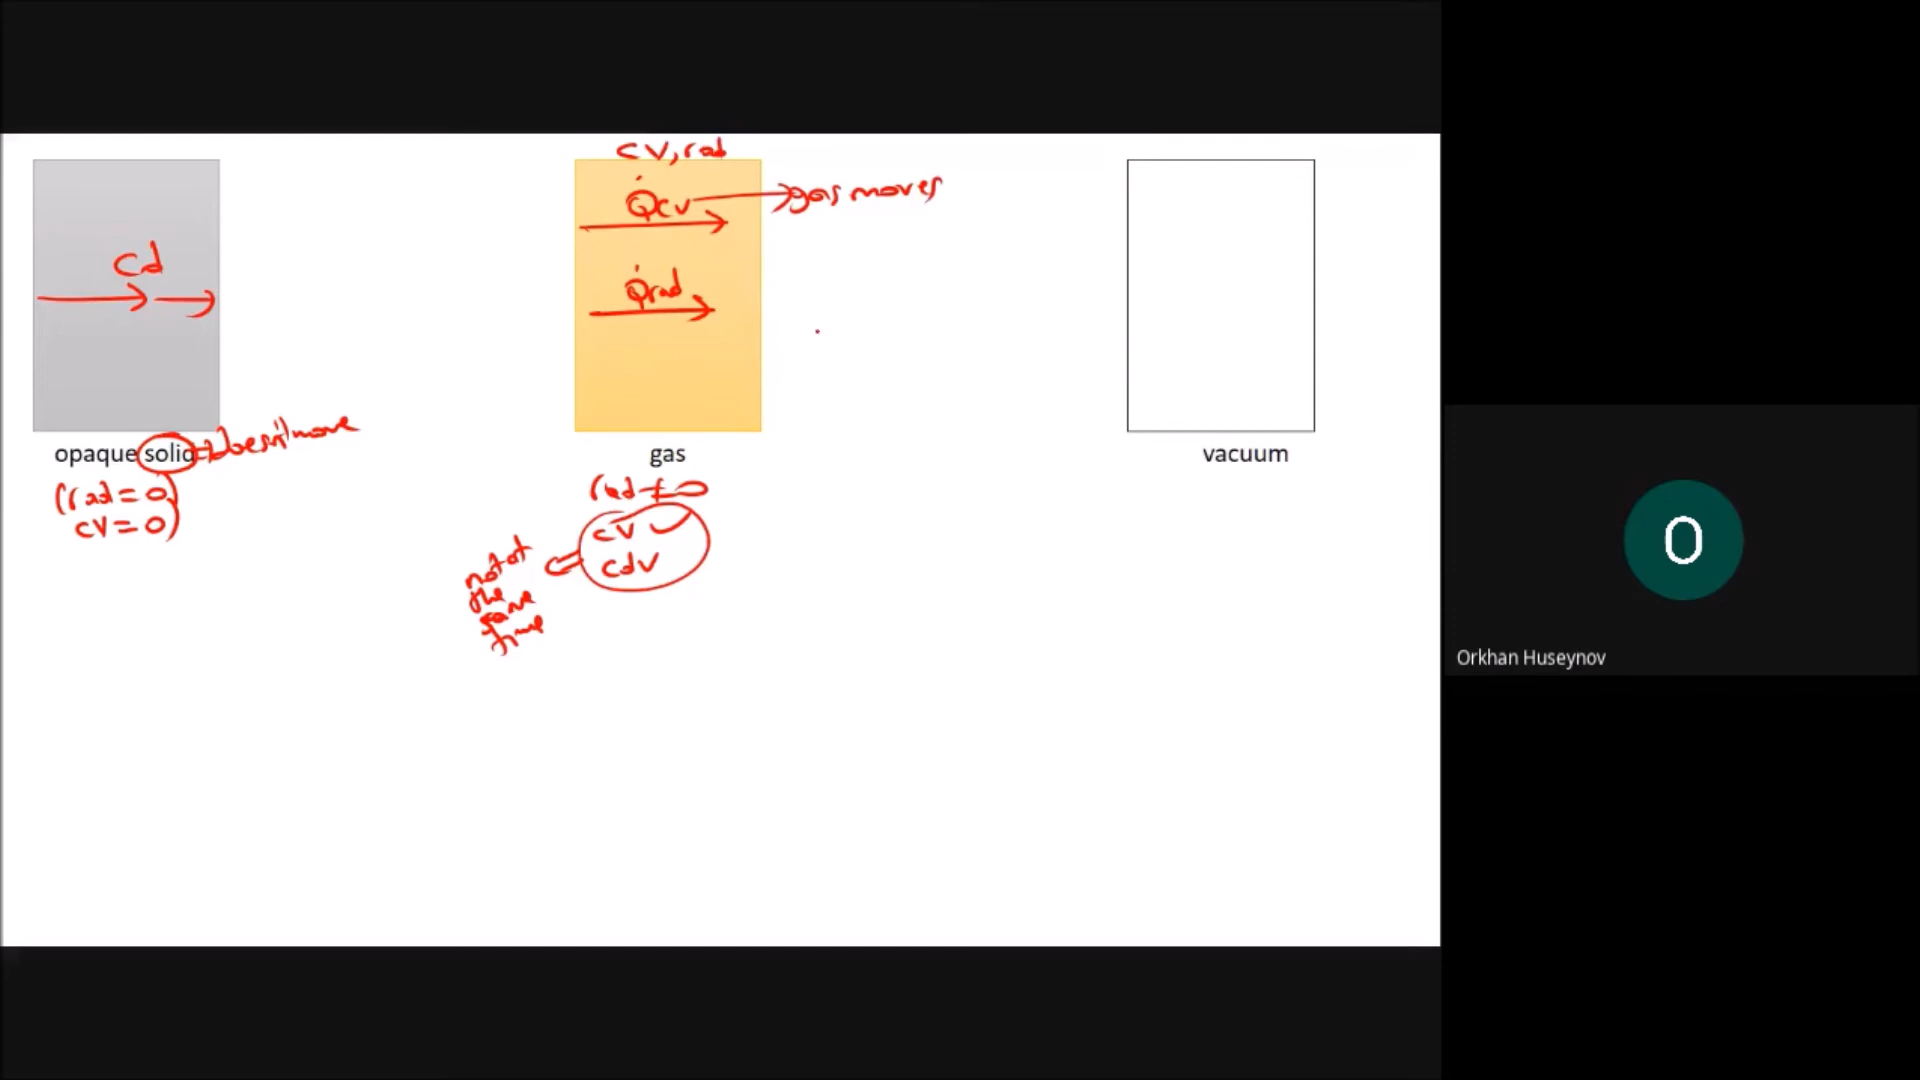 Cd
opaque solid => doesn't move
(rad = 0)
cv = 0)
cv, rad
Q̇cv → gas moves
Q̇rad
gas
rad ≠ 0
cv ✓
cd ✓
not at
the
same
time
vacuum
O
Orkhan Huseynov